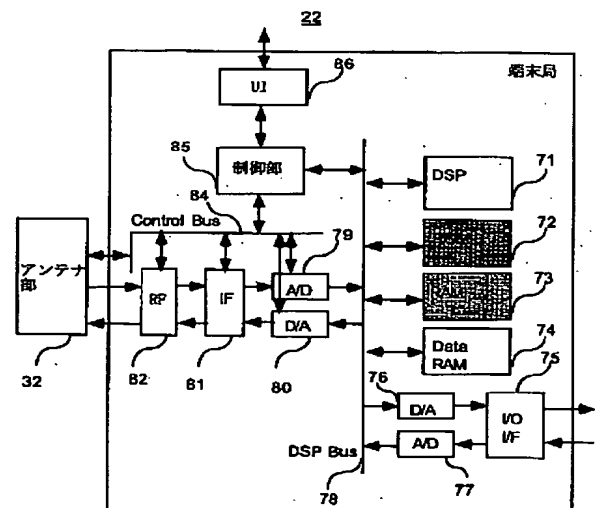 22
端末局
UI
86
85
制御部
84
Control Bus
79
DSP
71
72
73
RAM
アンテナ部
RF
IF
A/D
D/A
Data RAM
74
75
76
D/A
I/O I/F
A/D
DSP Bus
32
82
81
80
78
77